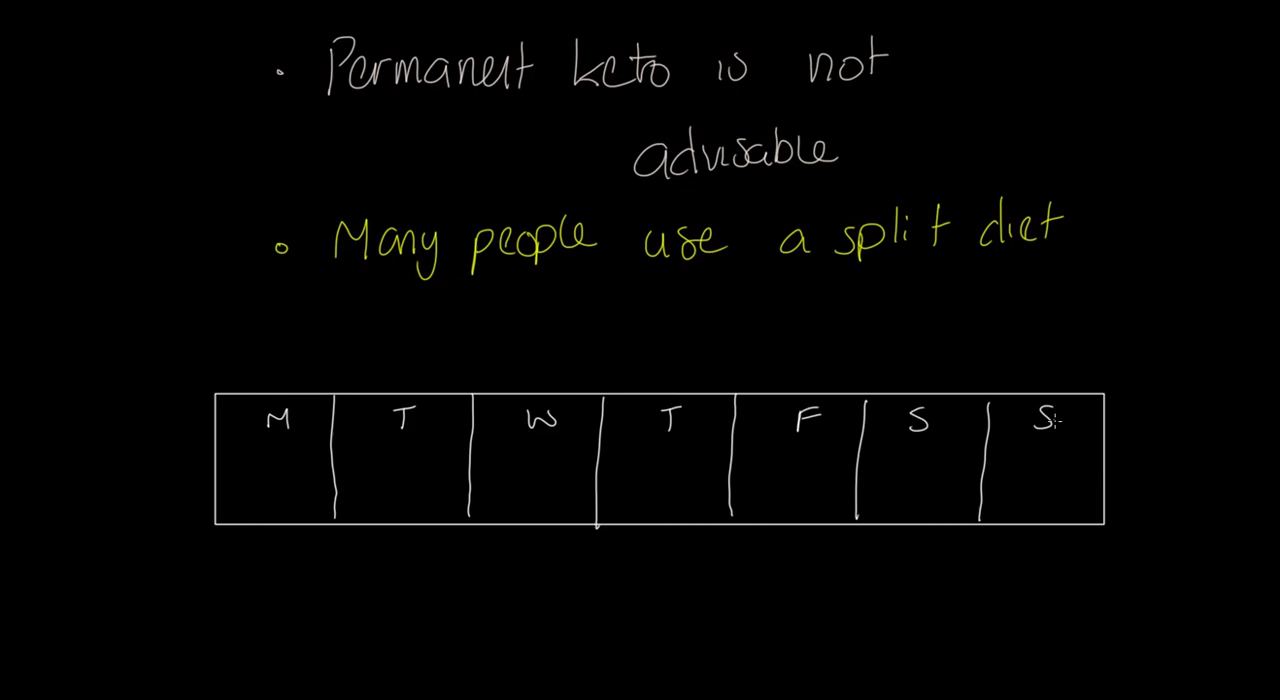 • Permanent keto is not
advisable
• Many people use a split diet
M T W T F S S